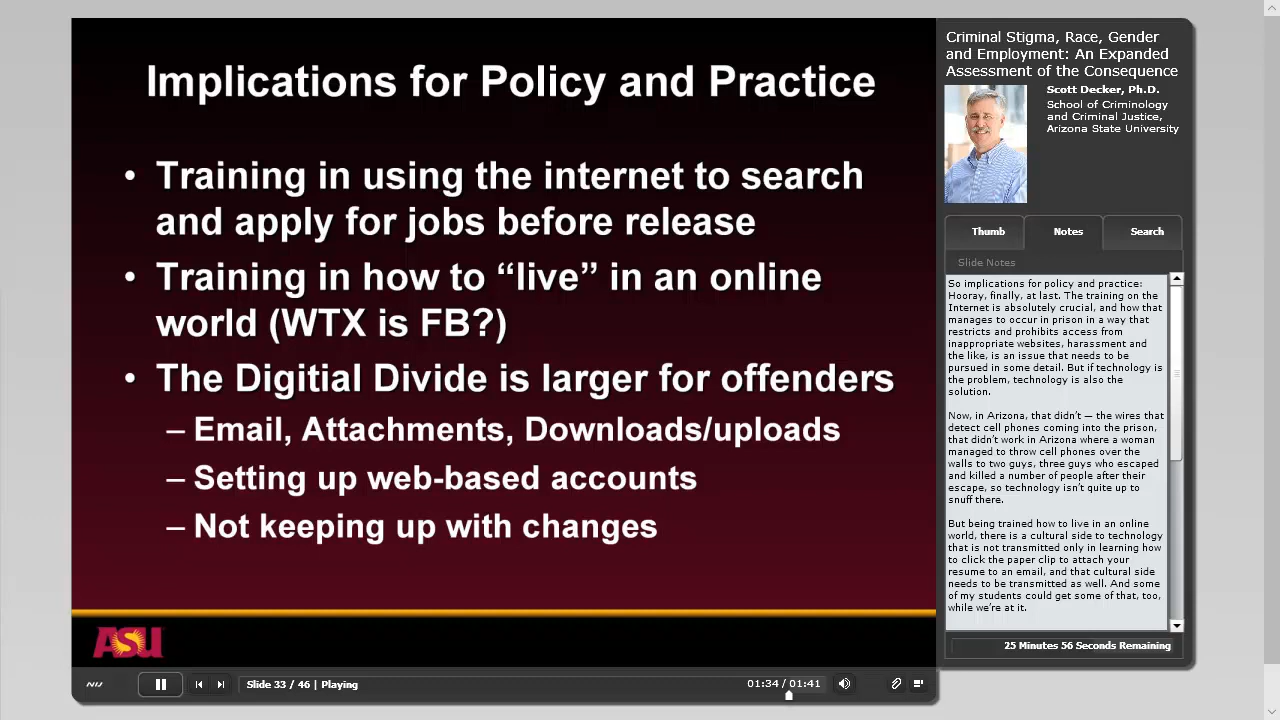 Implications for Policy and Practice
• Training in using the internet to search
and apply for jobs before release
• Training in how to “live” in an online
world (WTX is FB?)
• The Digitial Divide is larger for offenders
– Email, Attachments, Downloads/uploads
– Setting up web-based accounts
– Not keeping up with changes
ASU
Slide 33 / 46 | Playing
01:34 / 01:41
Criminal Stigma, Race, Gender
and Employment: An Expanded
Assessment of the Consequence
Scott Decker, Ph.D.
School of Criminology
and Criminal Justice,
Arizona State University
Thumb
Notes
Search
Slide Notes
So implications for policy and practice:
Hooray, finally, at last. The training on the
Internet is absolutely crucial, and how that
manages to occur in prison in a way that
restricts and prohibits access from
inappropriate websites, harassment and
the like, is an issue that needs to be
pursued in some detail. But if technology is
the problem, technology is also the
solution.
Now, in Arizona, that didn’t — the wires that
detect cell phones coming into the prison,
that didn’t work in Arizona where a woman
managed to throw cell phones over the
walls to two guys, three guys who escaped
and killed a number of people after their
escape, so technology isn’t quite up to
snuff there.
But being trained how to live in an online
world, there is a cultural side to technology
that is not transmitted only in learning how
to click the paper clip to attach your
resume to an email, and that cultural side
needs to be transmitted as well. And some
of my students could get some of that, too,
while we’re at it.
25 Minutes 56 Seconds Remaining